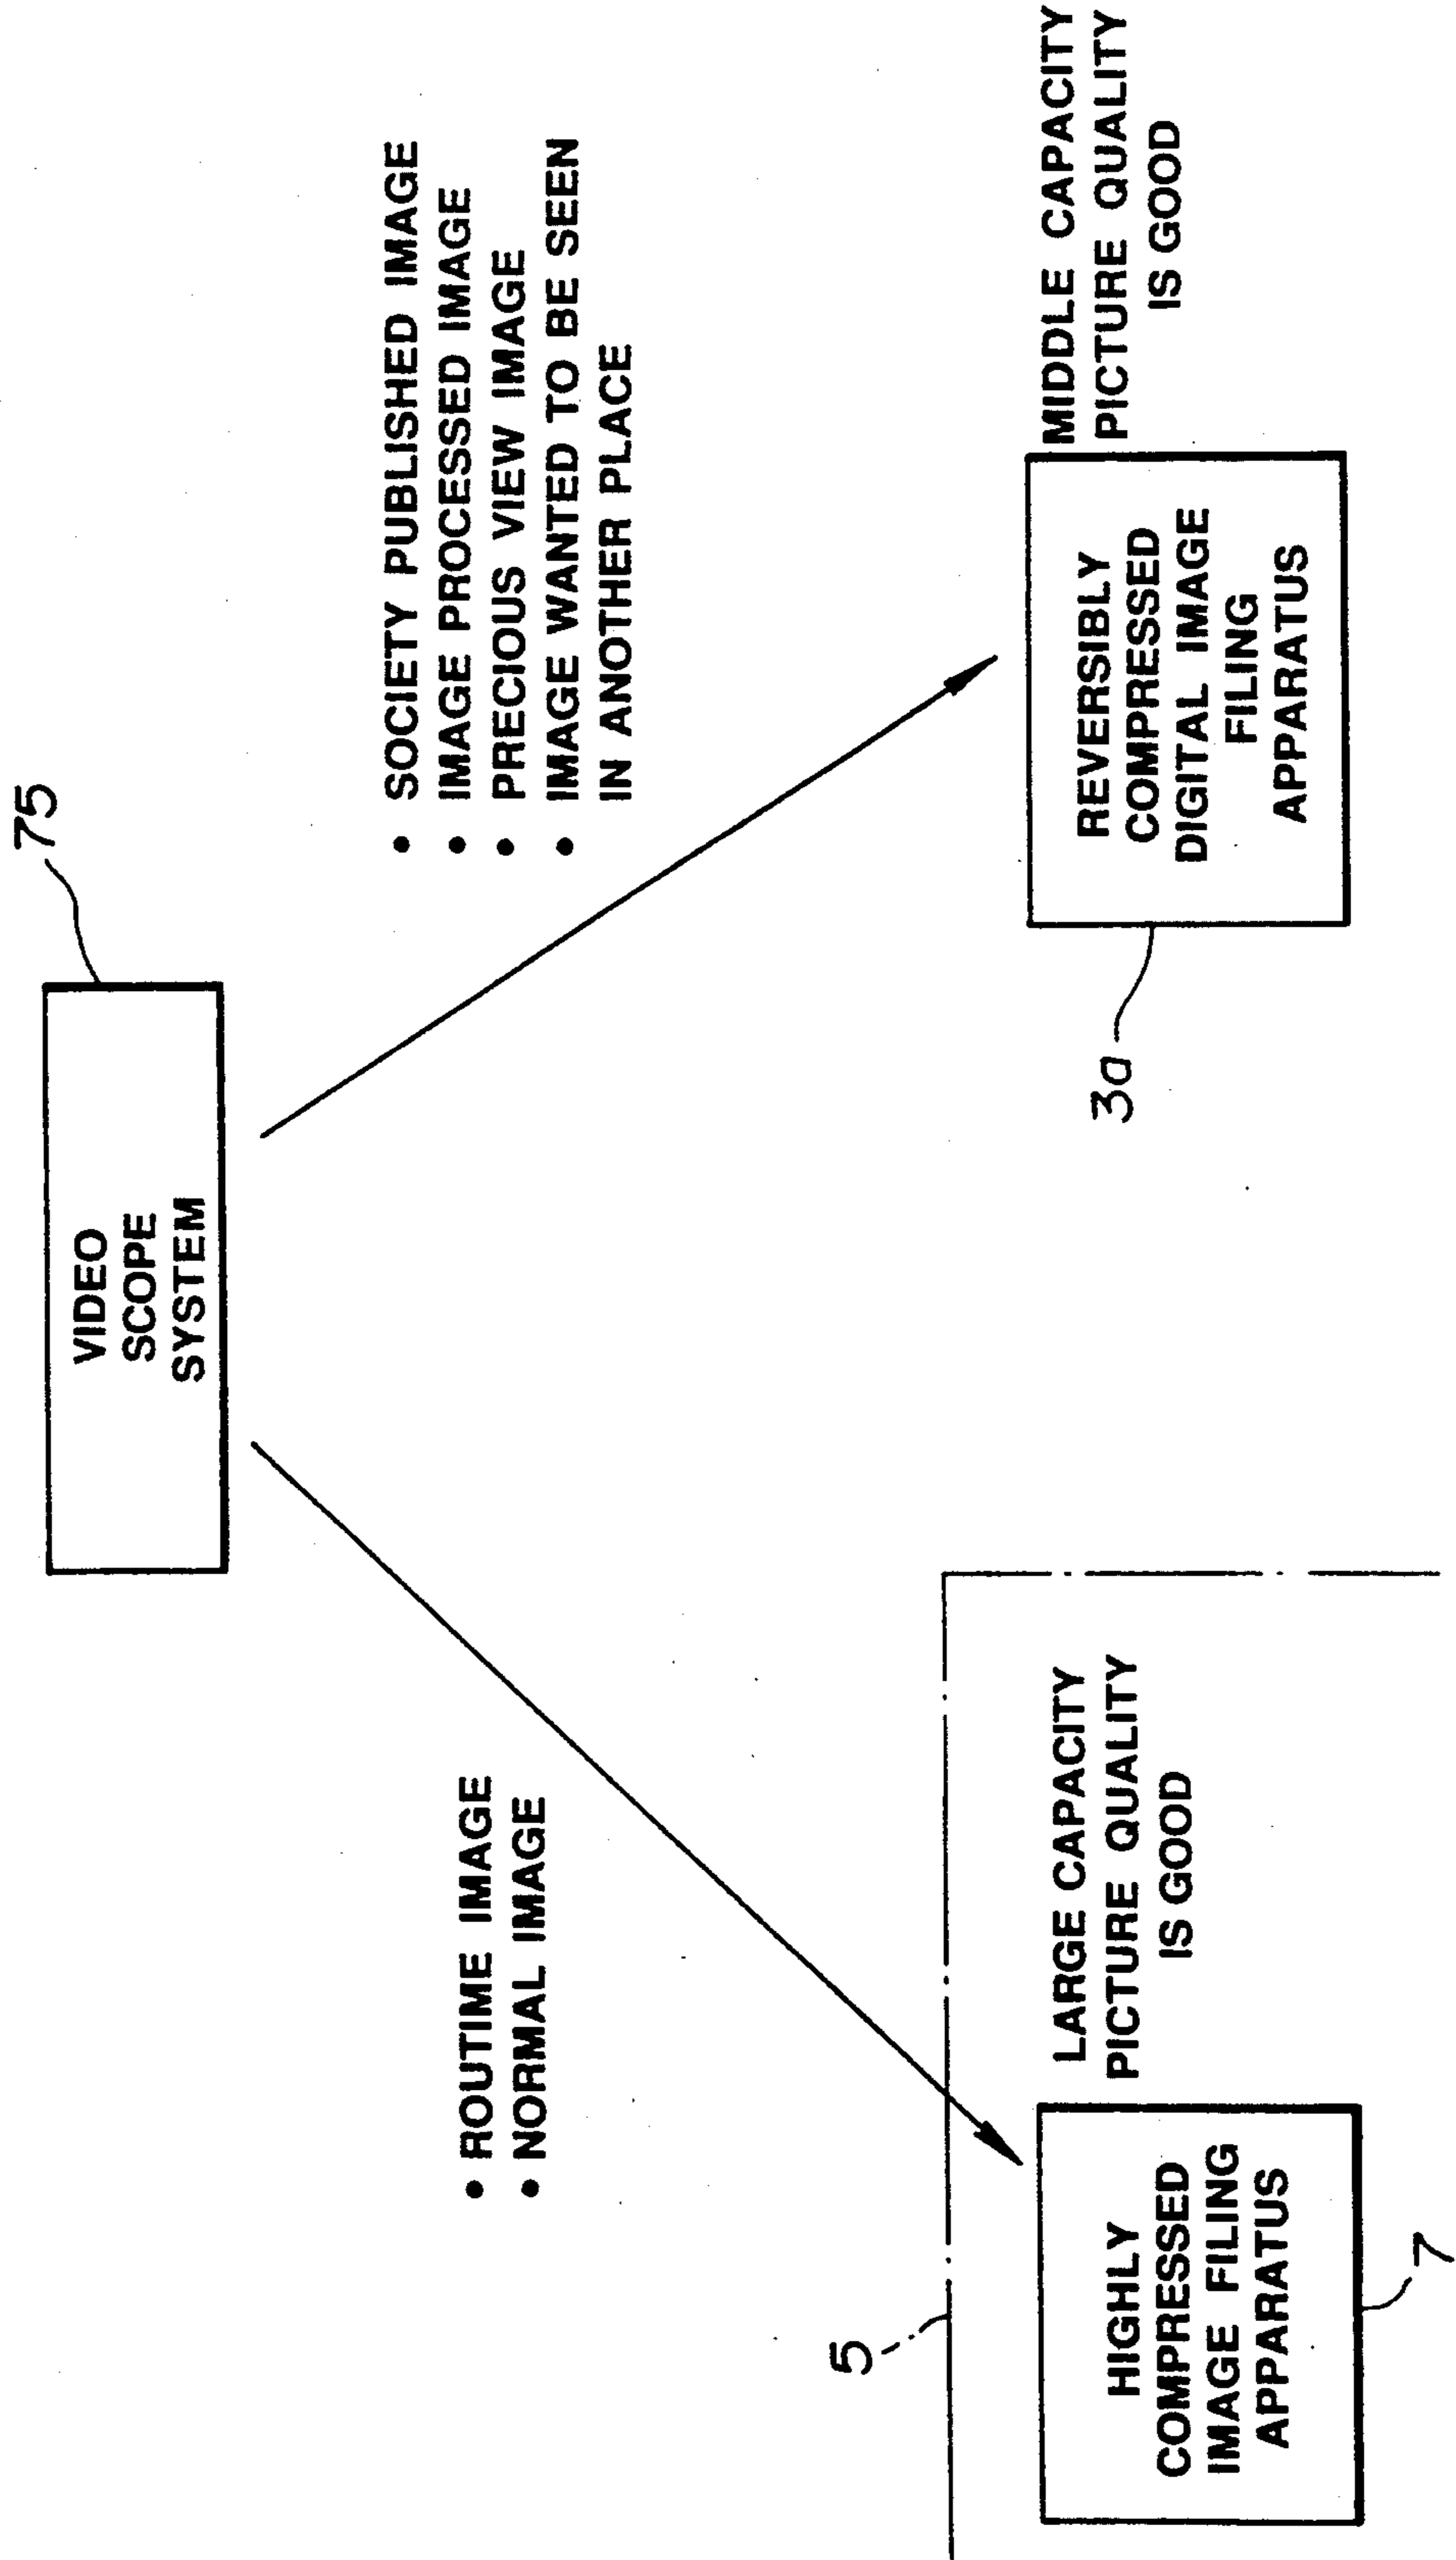 75
VIDEO
SCOPE
SYSTEM
• ROUTIME IMAGE
• NORMAL IMAGE
• SOCIETY PUBLISHED IMAGE
• IMAGE PROCESSED IMAGE
• PRECIOUS VIEW IMAGE
• IMAGE WANTED TO BE SEEN
IN ANOTHER PLACE
5
LARGE CAPACITY
PICTURE QUALITY
IS GOOD
HIGHLY
COMPRESSED
IMAGE FILING
APPARATUS
7
MIDDLE CAPACITY
PICTURE QUALITY
IS GOOD
REVERSIBLY
COMPRESSED
DIGITAL IMAGE
FILING
APPARATUS
3a